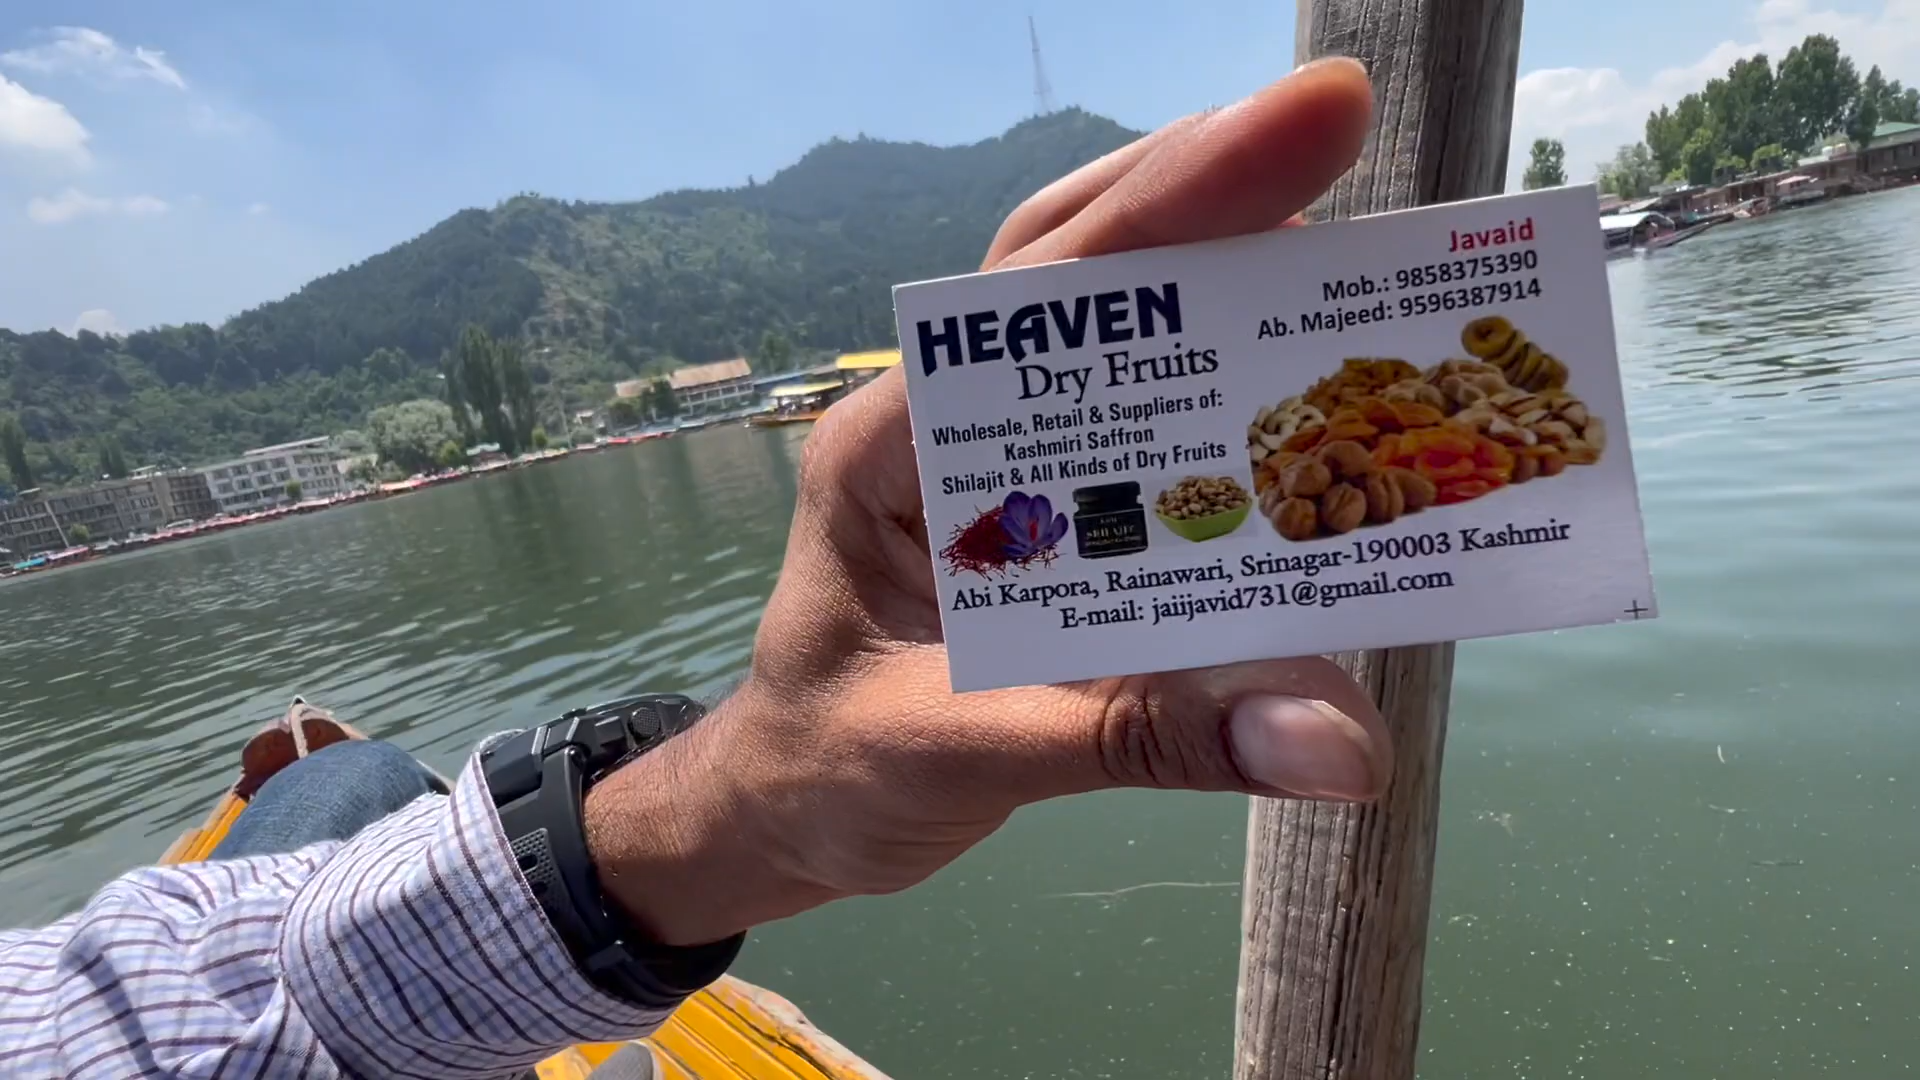 Javaid
Mob.: 9858375390
Ab. Majeed: 9596387914
HEAVEN
Dry Fruits
Wholesale, Retail & Suppliers of:
Kashmiri Saffron
Shilajit & All Kinds of Dry Fruits
SHILAJIT
Abi Karpora, Rainawari, Srinagar-190003 Kashmir
E-mail: jaiijavid731@gmail.com